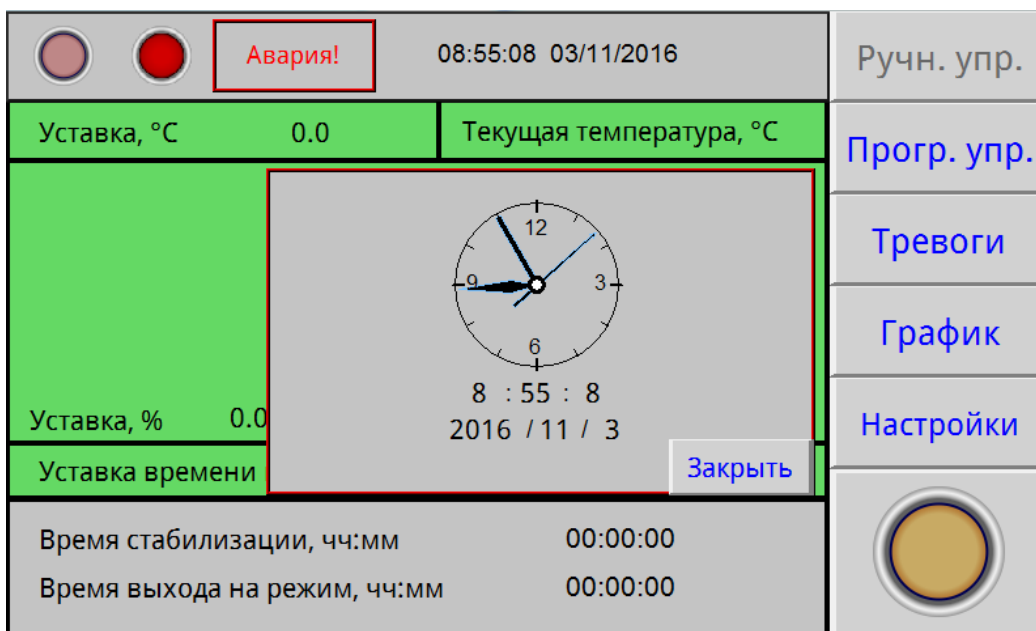 Авария!
08:55:08 03/11/2016
Ручн. упр.
Уставка, °C 0.0
Текущая температура, °C
Прогр. упр.
12
9
3
6
Тревоги
График
8 : 55 : 8
2016 / 11 / 3
Уставка, % 0.0
Настройки
Уставка времени
Закрыть
Время стабилизации, чч:мм 00:00:00
Время выхода на режим, чч:мм 00:00:00